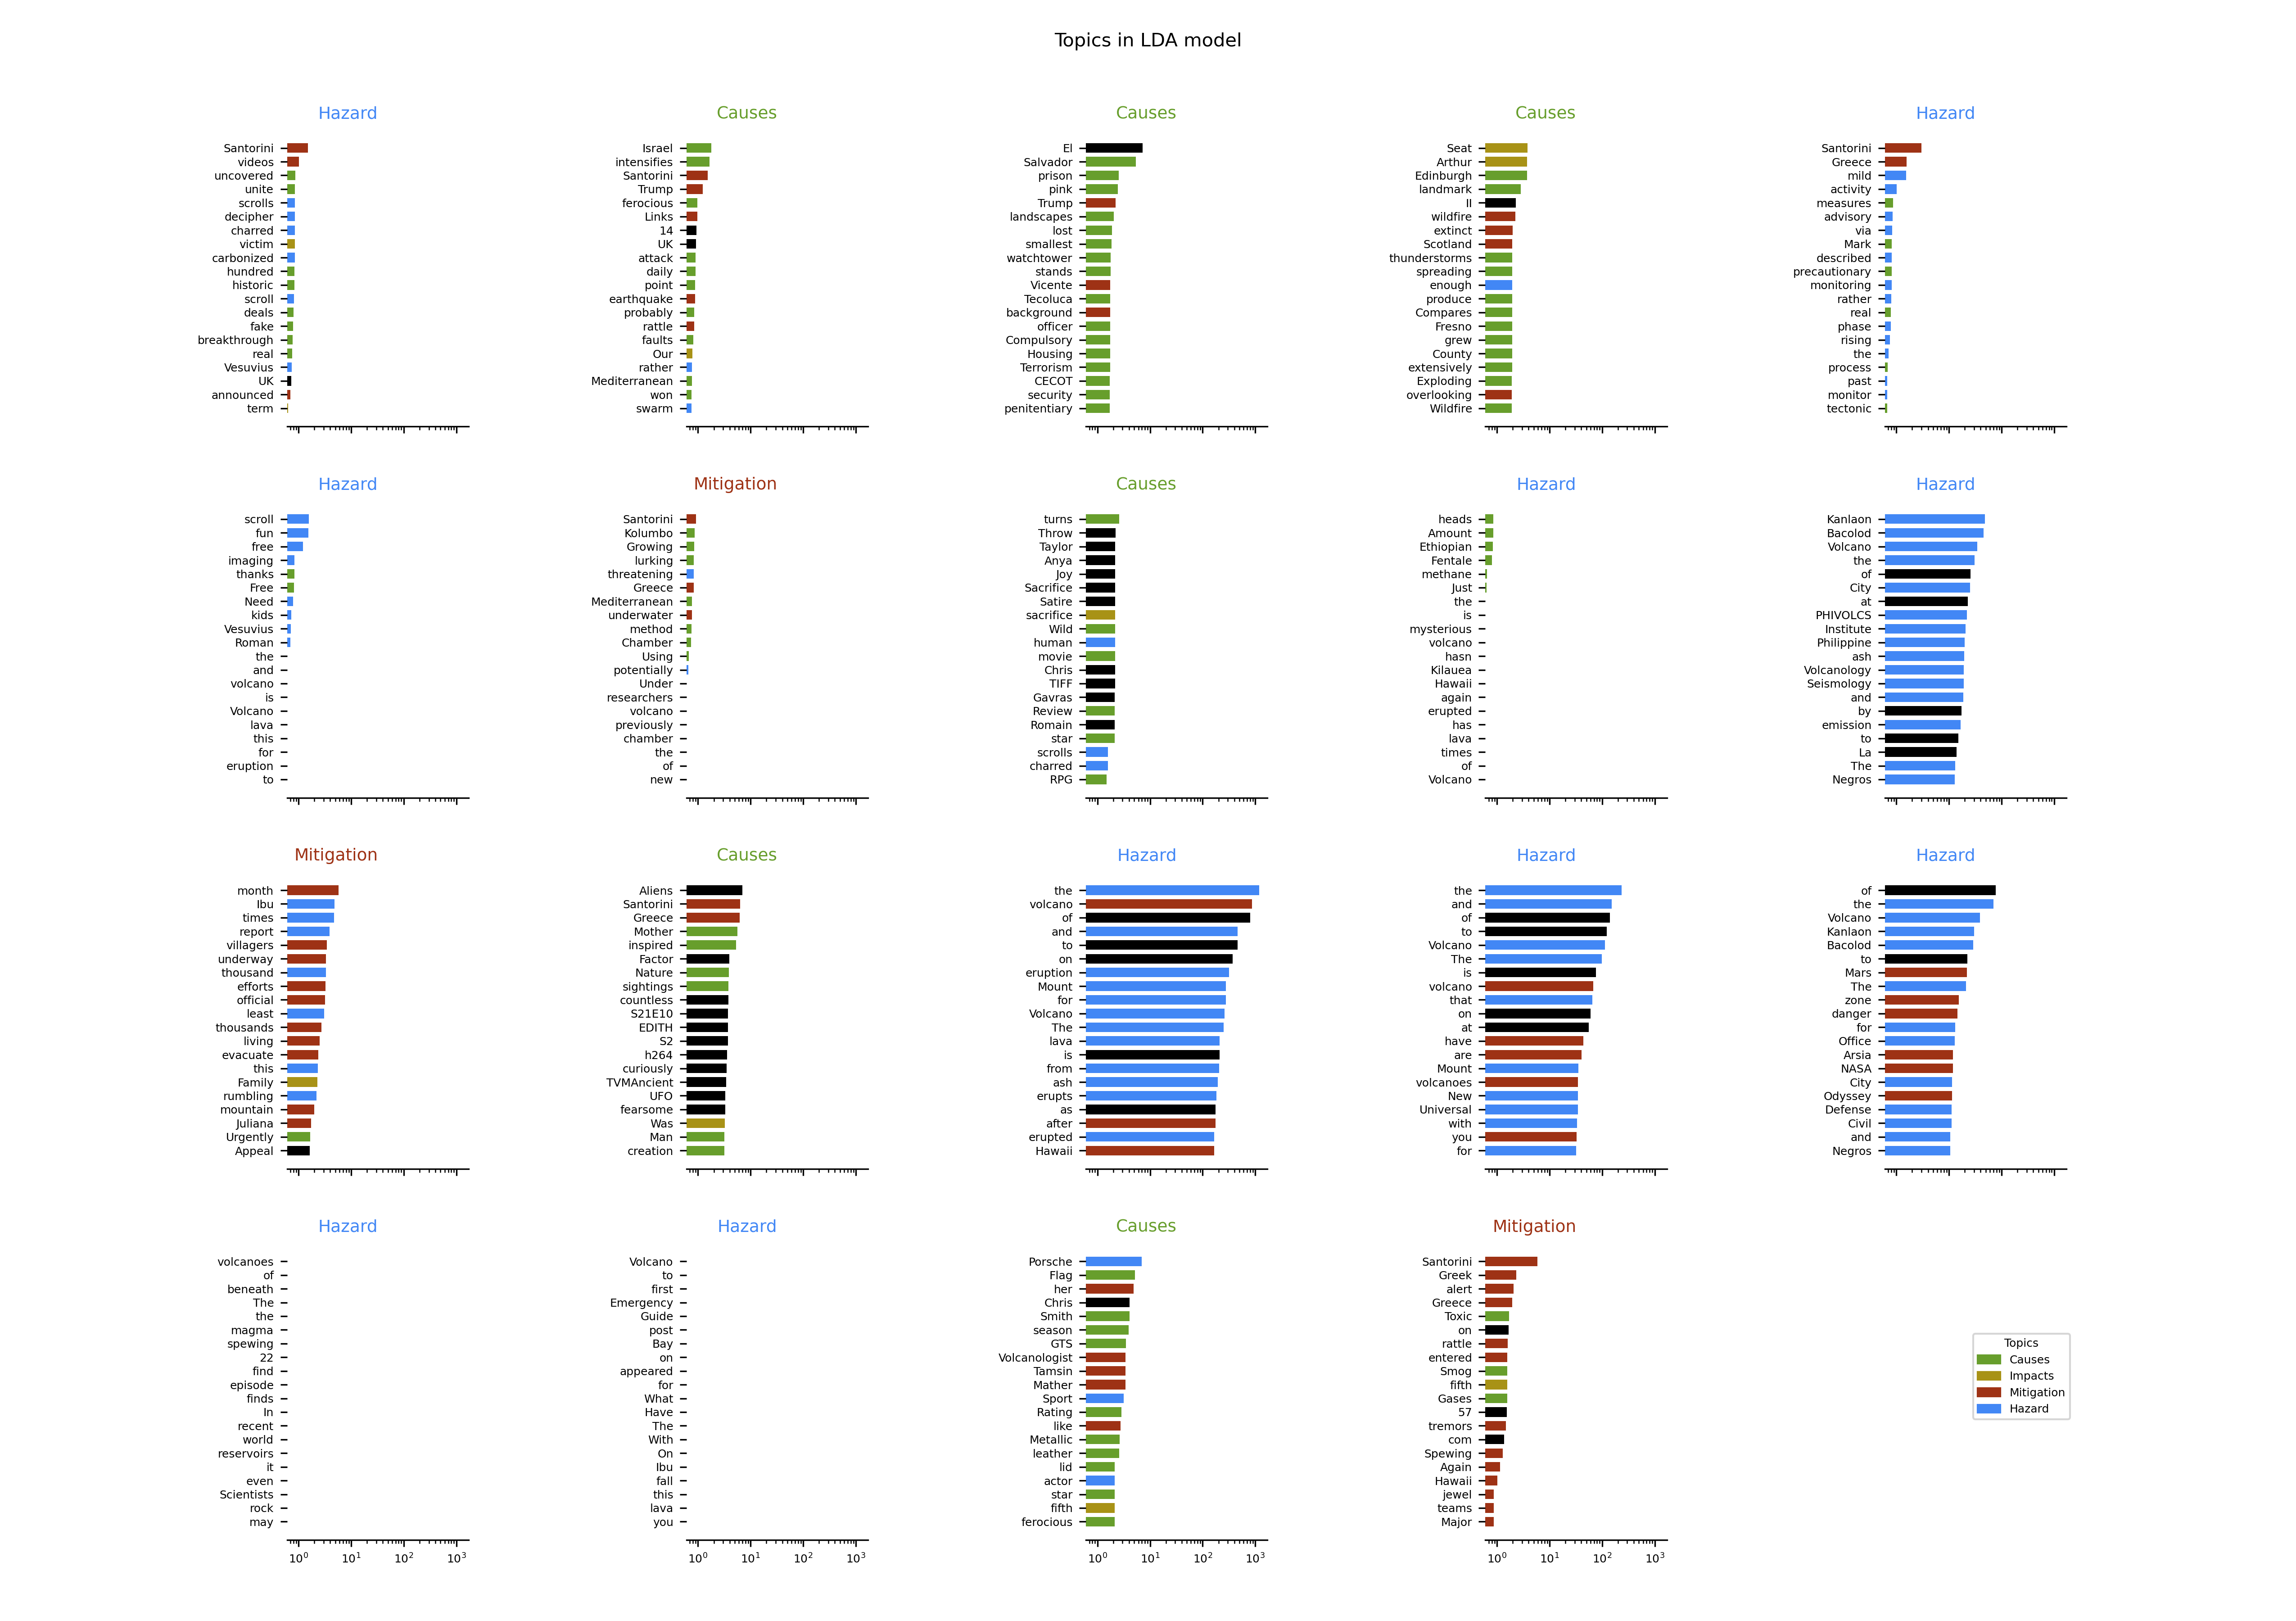 Topics in LDA model
Hazard
Santorini
videos
uncovered
unite
scrolls
decipher
charred
victim
carbonized
hundred
historic
scroll
deals
fake
breakthrough
real
Vesuvius
UK
announced
term
Causes
Israel
intensifies
Santorini
Trump
ferocious
Links
14
UK
attack
daily
point
earthquake
probably
rattle
faults
Our
rather
Mediterranean
won
swarm
Causes
El
Salvador
prison
pink
Trump
landscapes
lost
smallest
watchtower
stands
Vicente
Tecoluca
background
officer
Compulsory
Housing
Terrorism
CECOT
security
penitentiary
Causes
Seat
Arthur
Edinburgh
landmark
II
wildfire
extinct
Scotland
thunderstorms
spreading
enough
produce
Compares
Fresno
grew
County
extensively
Exploding
overlooking
Wildfire
Hazard
Santorini
Greece
mild
activity
measures
advisory
via
Mark
described
precautionary
monitoring
rather
real
phase
rising
the
process
past
monitor
tectonic
Hazard
scroll
fun
free
imaging
thanks
Free
Need
kids
Vesuvius
Roman
the
and
volcano
is
Volcano
lava
this
for
eruption
to
Mitigation
Santorini
Kolumbo
Growing
lurking
threatening
Greece
Mediterranean
underwater
method
Chamber
Using
potentially
Under
researchers
volcano
previously
chamber
the
of
new
Causes
turns
Throw
Taylor
Anya
Joy
Sacrifice
Satire
sacrifice
Wild
human
movie
Chris
TIFF
Gavras
Review
Romain
star
scrolls
charred
RPG
Hazard
heads
Amount
Ethiopian
Fentale
methane
Just
the
is
mysterious
volcano
hasn
Kilauea
Hawaii
again
erupted
has
lava
times
of
Volcano
Hazard
Kanlaon
Bacolod
Volcano
the
of
City
at
PHIVOLCS
Institute
Philippine
ash
Volcanology
Seismology
and
by
emission
to
La
The
Negros
Mitigation
month
Ibu
times
report
villagers
underway
thousand
efforts
official
least
thousands
living
evacuate
this
Family
rumbling
mountain
Juliana
Urgently
Appeal
Causes
Aliens
Santorini
Greece
Mother
inspired
Factor
Nature
sightings
countless
S21E10
EDITH
S2
h264
curiously
TVMAncient
UFO
fearsome
Was
Man
creation
Hazard
the
volcano
of
and
to
on
eruption
Mount
for
Volcano
The
lava
is
from
ash
erupts
as
after
erupted
Hawaii
Hazard
the
and
of
to
Volcano
The
is
volcano
that
on
at
have
are
Mount
volcanoes
New
Universal
with
you
for
Hazard
of
the
Volcano
Kanlaon
Bacolod
to
Mars
The
zone
danger
for
Office
Arsia
NASA
City
Odyssey
Defense
Civil
and
Negros
Hazard
volcanoes
of
beneath
The
the
magma
spewing
22
find
episode
finds
In
recent
world
reservoirs
it
even
Scientists
rock
may
10⁰ 10¹ 10² 10³
Hazard
Volcano
to
first
Emergency
Guide
post
Bay
on
appeared
for
What
Have
The
With
On
Ibu
fall
this
lava
you
10⁰ 10¹ 10² 10³
Causes
Porsche
Flag
her
Chris
Smith
season
GTS
Volcanologist
Tamsin
Mather
Sport
Rating
like
Metallic
leather
lid
actor
star
fifth
ferocious
10⁰ 10¹ 10² 10³
Mitigation
Santorini
Greek
alert
Greece
Toxic
on
rattle
entered
Smog
fifth
Gases
57
tremors
com
Spewing
Again
Hawaii
jewel
teams
Major
10⁰ 10¹ 10² 10³
Topics
Causes
Impacts
Mitigation
Hazard